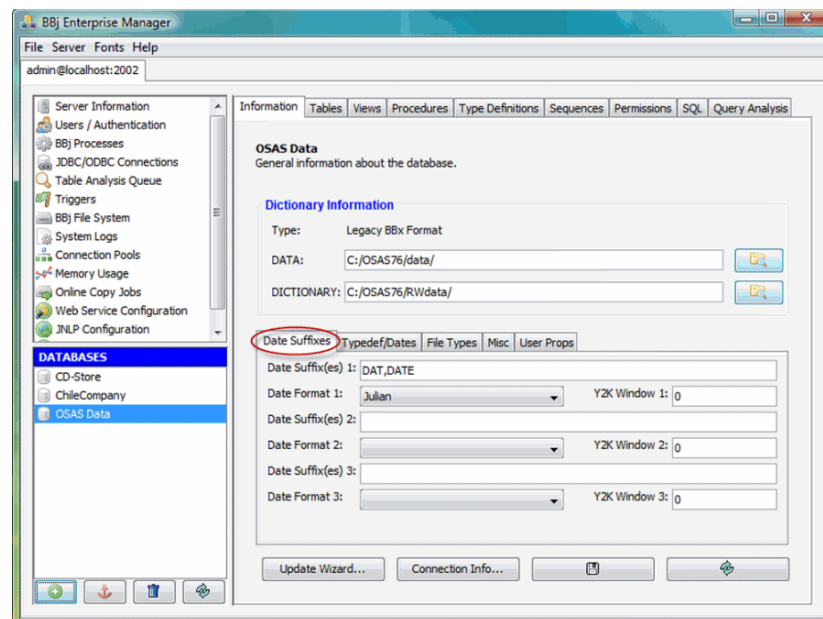 BBj Enterprise Manager
File Server Fonts Help
admin@localhost:2002
Server Information
Users / Authentication
BBj Processes
JDBC/ODBC Connections
Table Analysis Queue
Triggers
BBj File System
System Logs
Connection Pools
Memory Usage
Online Copy Jobs
Web Service Configuration
JNLP Configuration
DATABASES
CD-Store
ChileCompany
OSAS Data
Information Tables Views Procedures Type Definitions Sequences Permissions SQL Query Analysis
OSAS Data
General information about the database.
Dictionary Information
Type: Legacy BBx Format
DATA: C:/OSAS76/data/
DICTIONARY: C:/OSAS76/RWdata/
Date Suffixes Typedef/Dates File Types Misc User Props
Date Suffix(es) 1: DAT,DATE
Date Format 1: Julian Y2K Window 1: 0
Date Suffix(es) 2:
Date Format 2: Y2K Window 2: 0
Date Suffix(es) 3:
Date Format 3: Y2K Window 3: 0
Update Wizard... Connection Info...